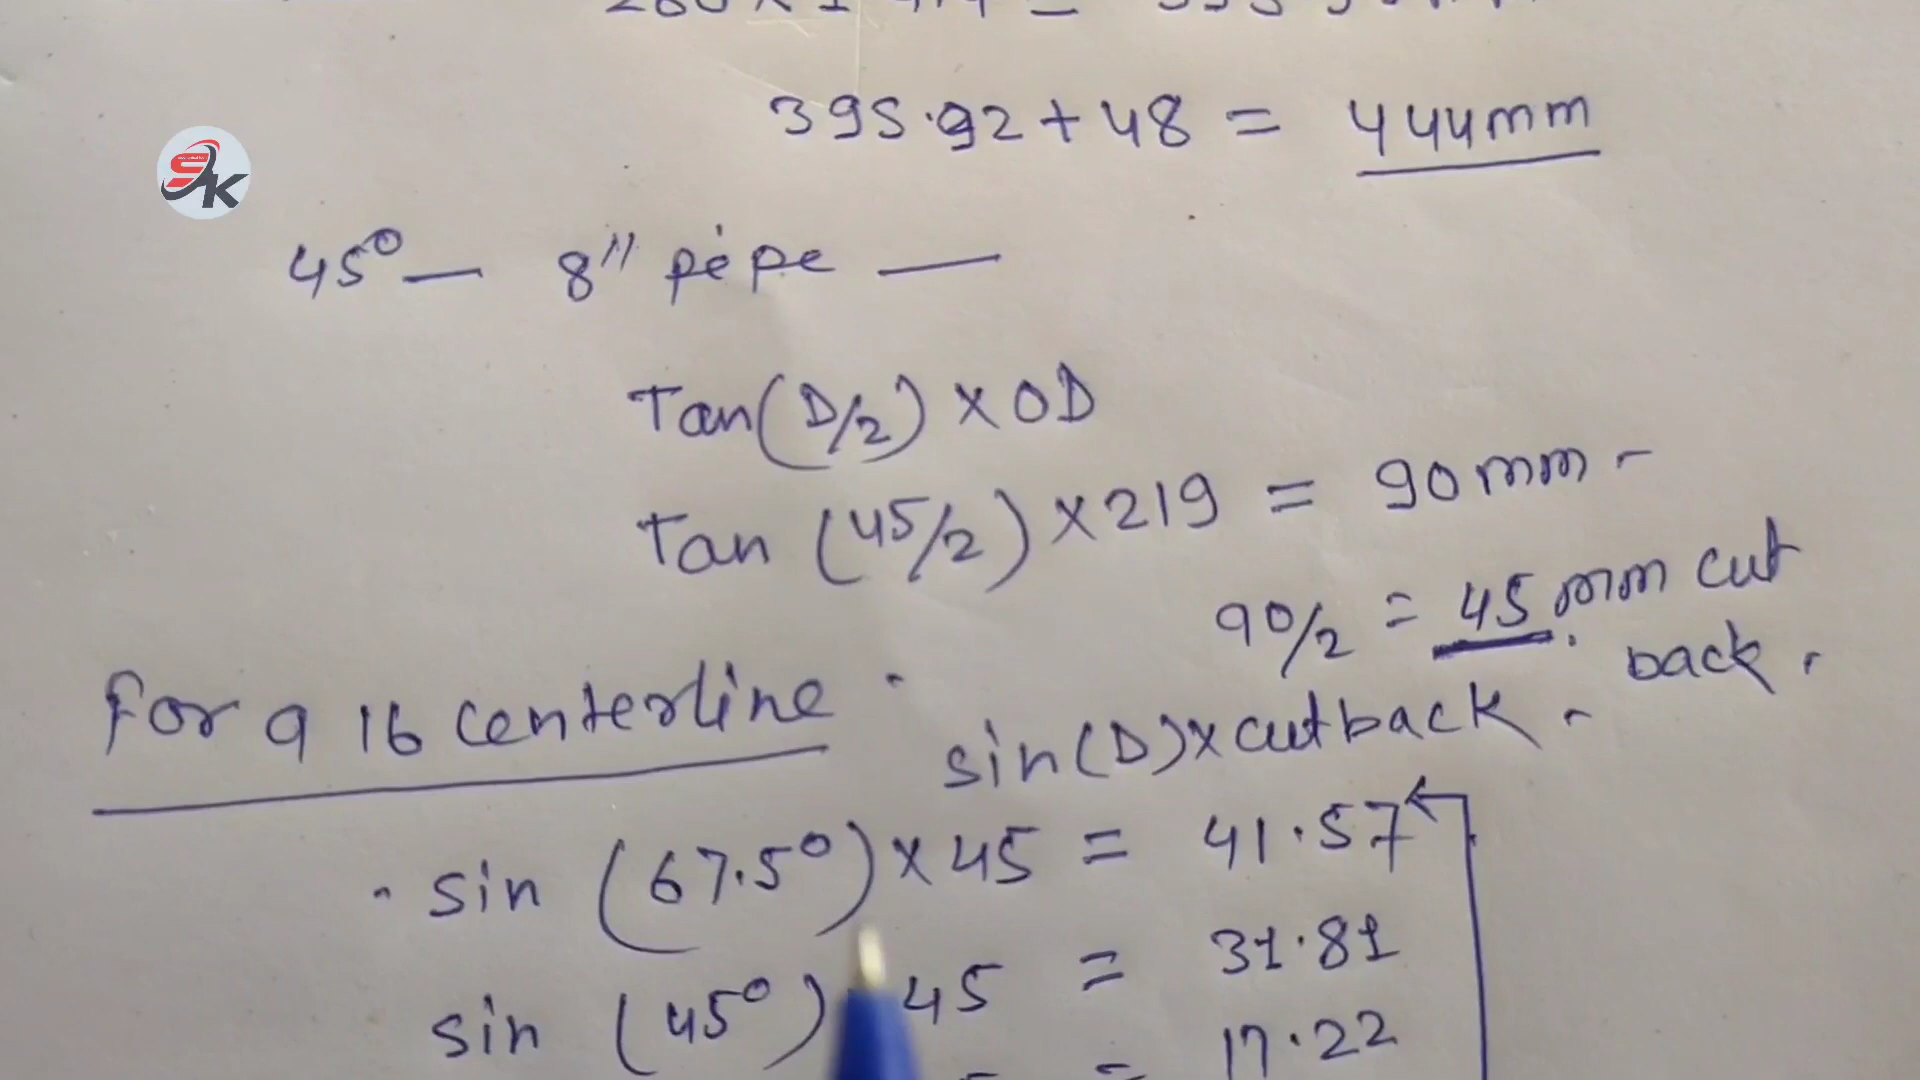 395.92 + 48 = 444mm
SK
45° — 8" pipe —
Tan(D/2) x OD
Tan (45/2) x 219 = 90mm -
90/2 = 45 mm cut back.
For a 16 centerline.
sin(D) x cutback.
sin (67.5°) x 45 = 41.57
sin (45°) 45 = 31.81
= 17.22